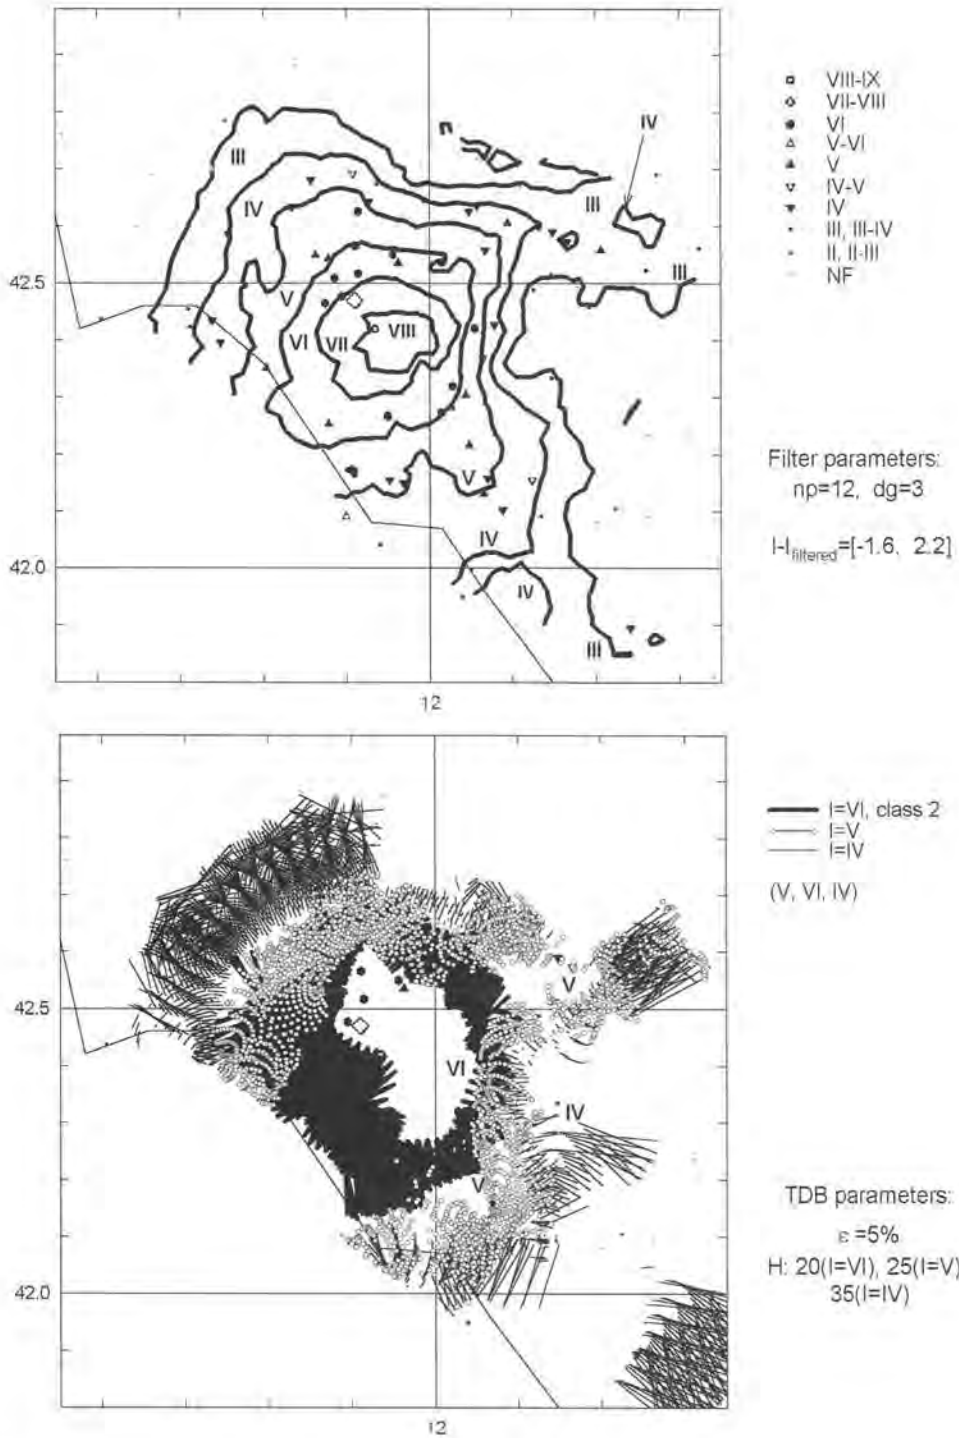 VIII-IX
VII-VIII
VI
V-VI
V
IV-V
IV
III, III-IV
II, II-III
NF
IV
III
III
IV
III
42.5
V
VI
VII
VIII
Filter parameters:
np=12, dg=3
V
I-I filtered=[-1.6, 2.2]
IV
42.0
IV
III
12
I=VI, class 2
I=V
I=IV
(V, VI, IV)
V
42.5
VI
IV
V
TDB parameters:
ε =5%
H: 20(I=VI), 25(I=V)
35(I=IV)
42.0
12